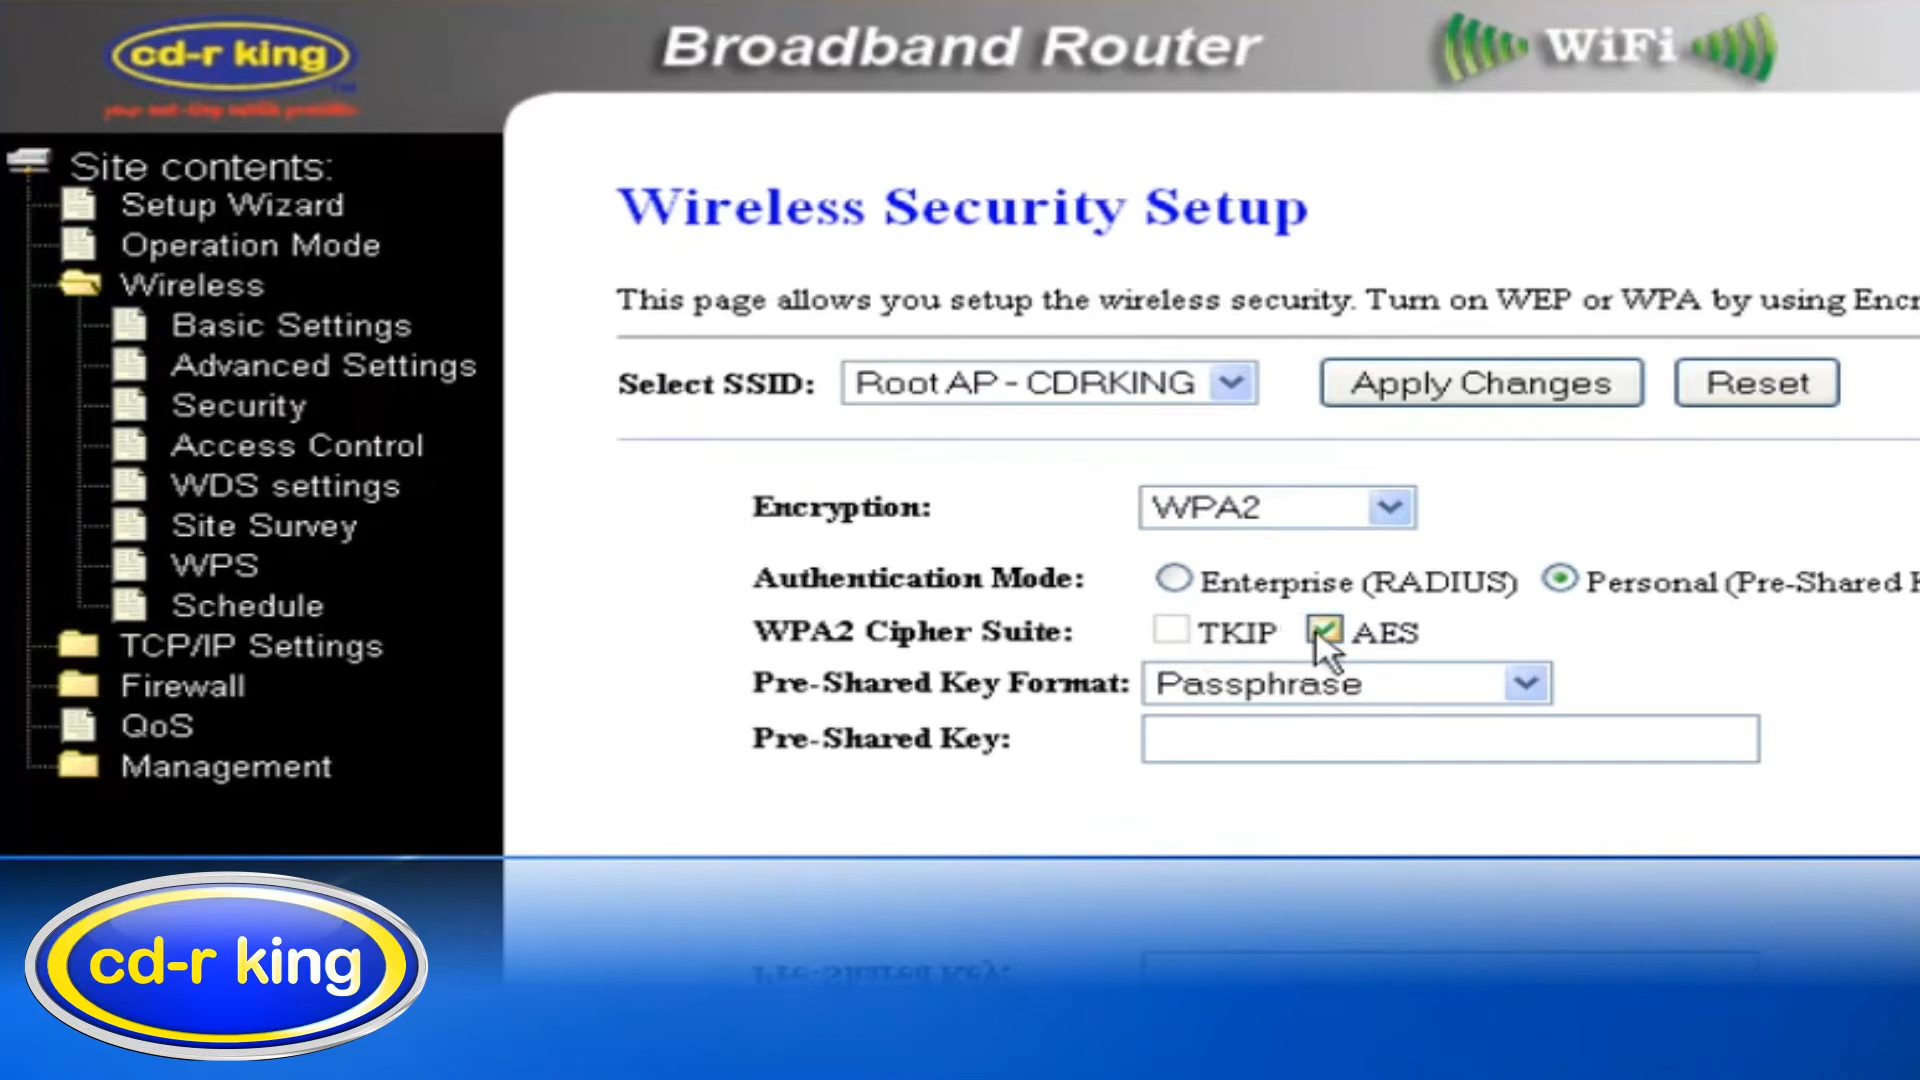 cd-r king
Broadband Router
WiFi
Site contents:
Setup Wizard
Operation Mode
Wireless
Basic Settings
Advanced Settings
Security
Access Control
WDS settings
Site Survey
WPS
Schedule
TCP/IP Settings
Firewall
QoS
Management
Wireless Security Setup
This page allows you setup the wireless security. Turn on WEP or WPA by using Encr
Select SSID: Root AP - CDRKING Apply Changes Reset
Encryption: WPA2
Authentication Mode: Enterprise (RADIUS) Personal (Pre-Shared K
WPA2 Cipher Suite: TKIP AES
Pre-Shared Key Format: Passphrase
Pre-Shared Key:
cd-r king
Pre-Shared Key: